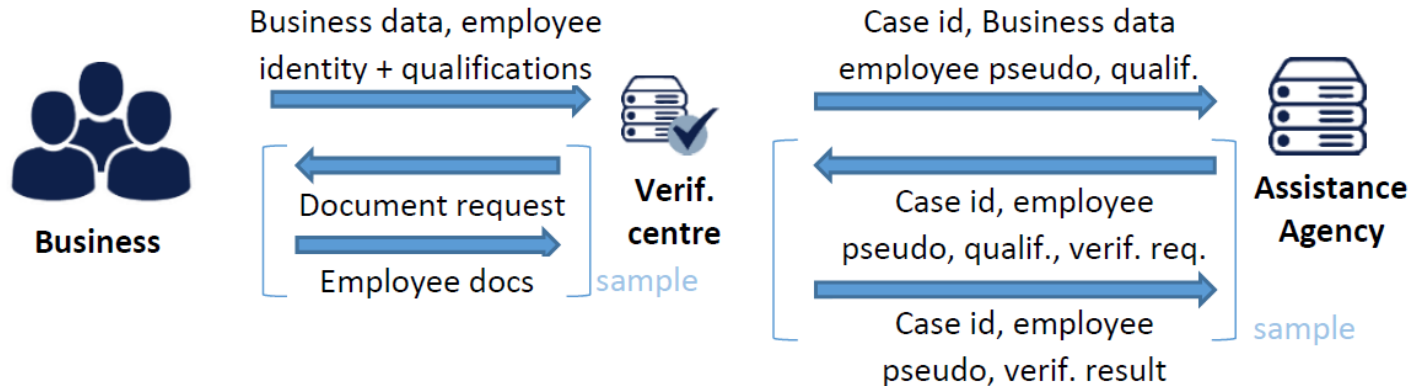 Business data, employee
identity + qualifications
Case id, Business data
employee pseudo, qualif.
Document request
Employee docs
sample
Business
Verif.
centre
Case id, employee
pseudo, qualif., verif. req.
Case id, employee
pseudo, verif. result
sample
Assistance
Agency